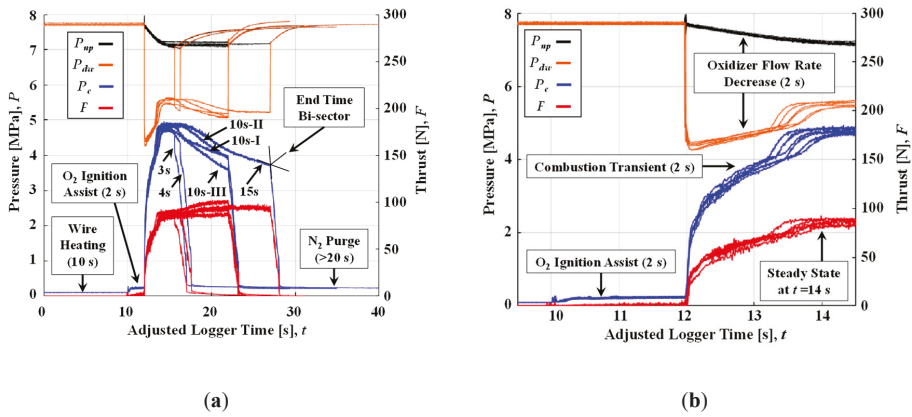 8
7
6
5
4
3
2
1
0
Pressure [MPa], P
300
250
200
150
100
50
0
Thrust [N], F
P_up
P_dw
P_c
F
End Time
Bi-sector
10s-II
10s-I
3s
4s
10s-III
15s
O₂ Ignition
Assist (2 s)
Wire
Heating
(10 s)
N₂ Purge
(>20 s)
0 10 20 30 40
Adjusted Logger Time [s], t
(a)
8
6
4
2
0
Pressure [MPa], P
300
250
200
150
100
50
0
Thrust [N], F
P_up
P_dw
P_c
F
Oxidizer Flow Rate
Decrease (2 s)
Combustion Transient (2 s)
O₂ Ignition Assist (2 s)
Steady State
at t =14 s
10 11 12 13 14
Adjusted Logger Time [s], t
(b)